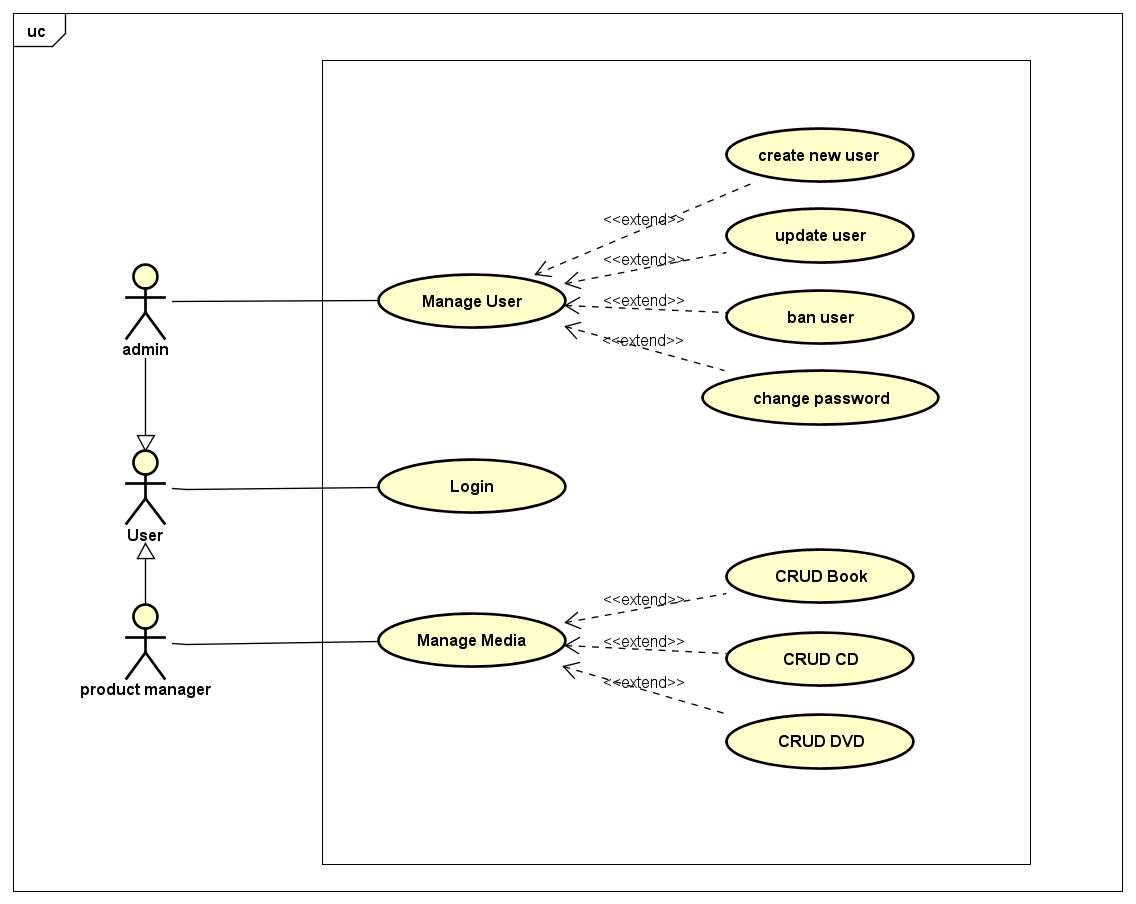 uc
create new user
<<extend>>
update user
<<extend>>
Manage User
<<extend>>
ban user
<<extend>>
admin
change password
Login
User
CRUD Book
<<extend>>
Manage Media
<<extend>>
CRUD CD
<<extend>>
product manager
CRUD DVD